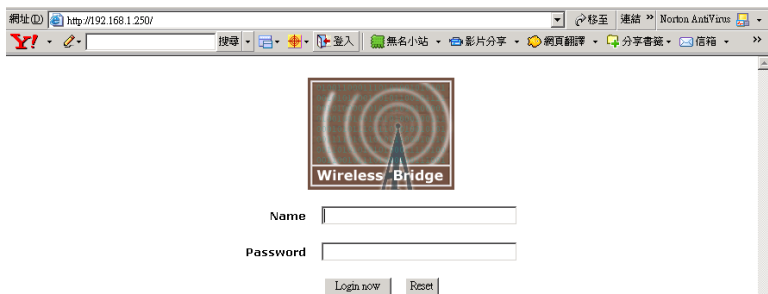 網址(D) http://192.168.1.250/ 移至 連結 » Norton AntiVirus
Y! 搜尋 登入 無名小站 影片分享 網頁翻譯 分享書籤 信箱 »
Wireless Bridge
Name
Password
Login now Reset